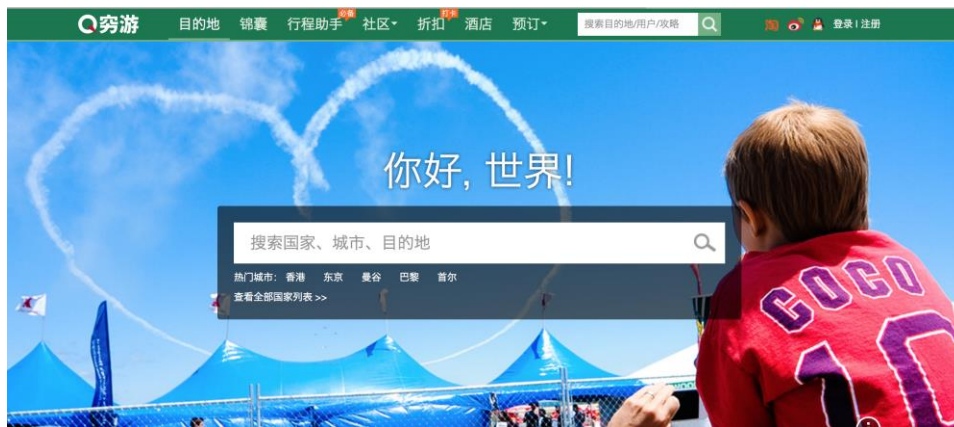 穷游 目的地 锦囊 行程助手 必备 社区 折扣 打卡 酒店 预订 搜索目的地/用户/攻略 淘 登录 | 注册
你好, 世界!
搜索国家、城市、目的地
热门城市: 香港 东京 曼谷 巴黎 首尔
查看全部国家列表 >>
COCO
10